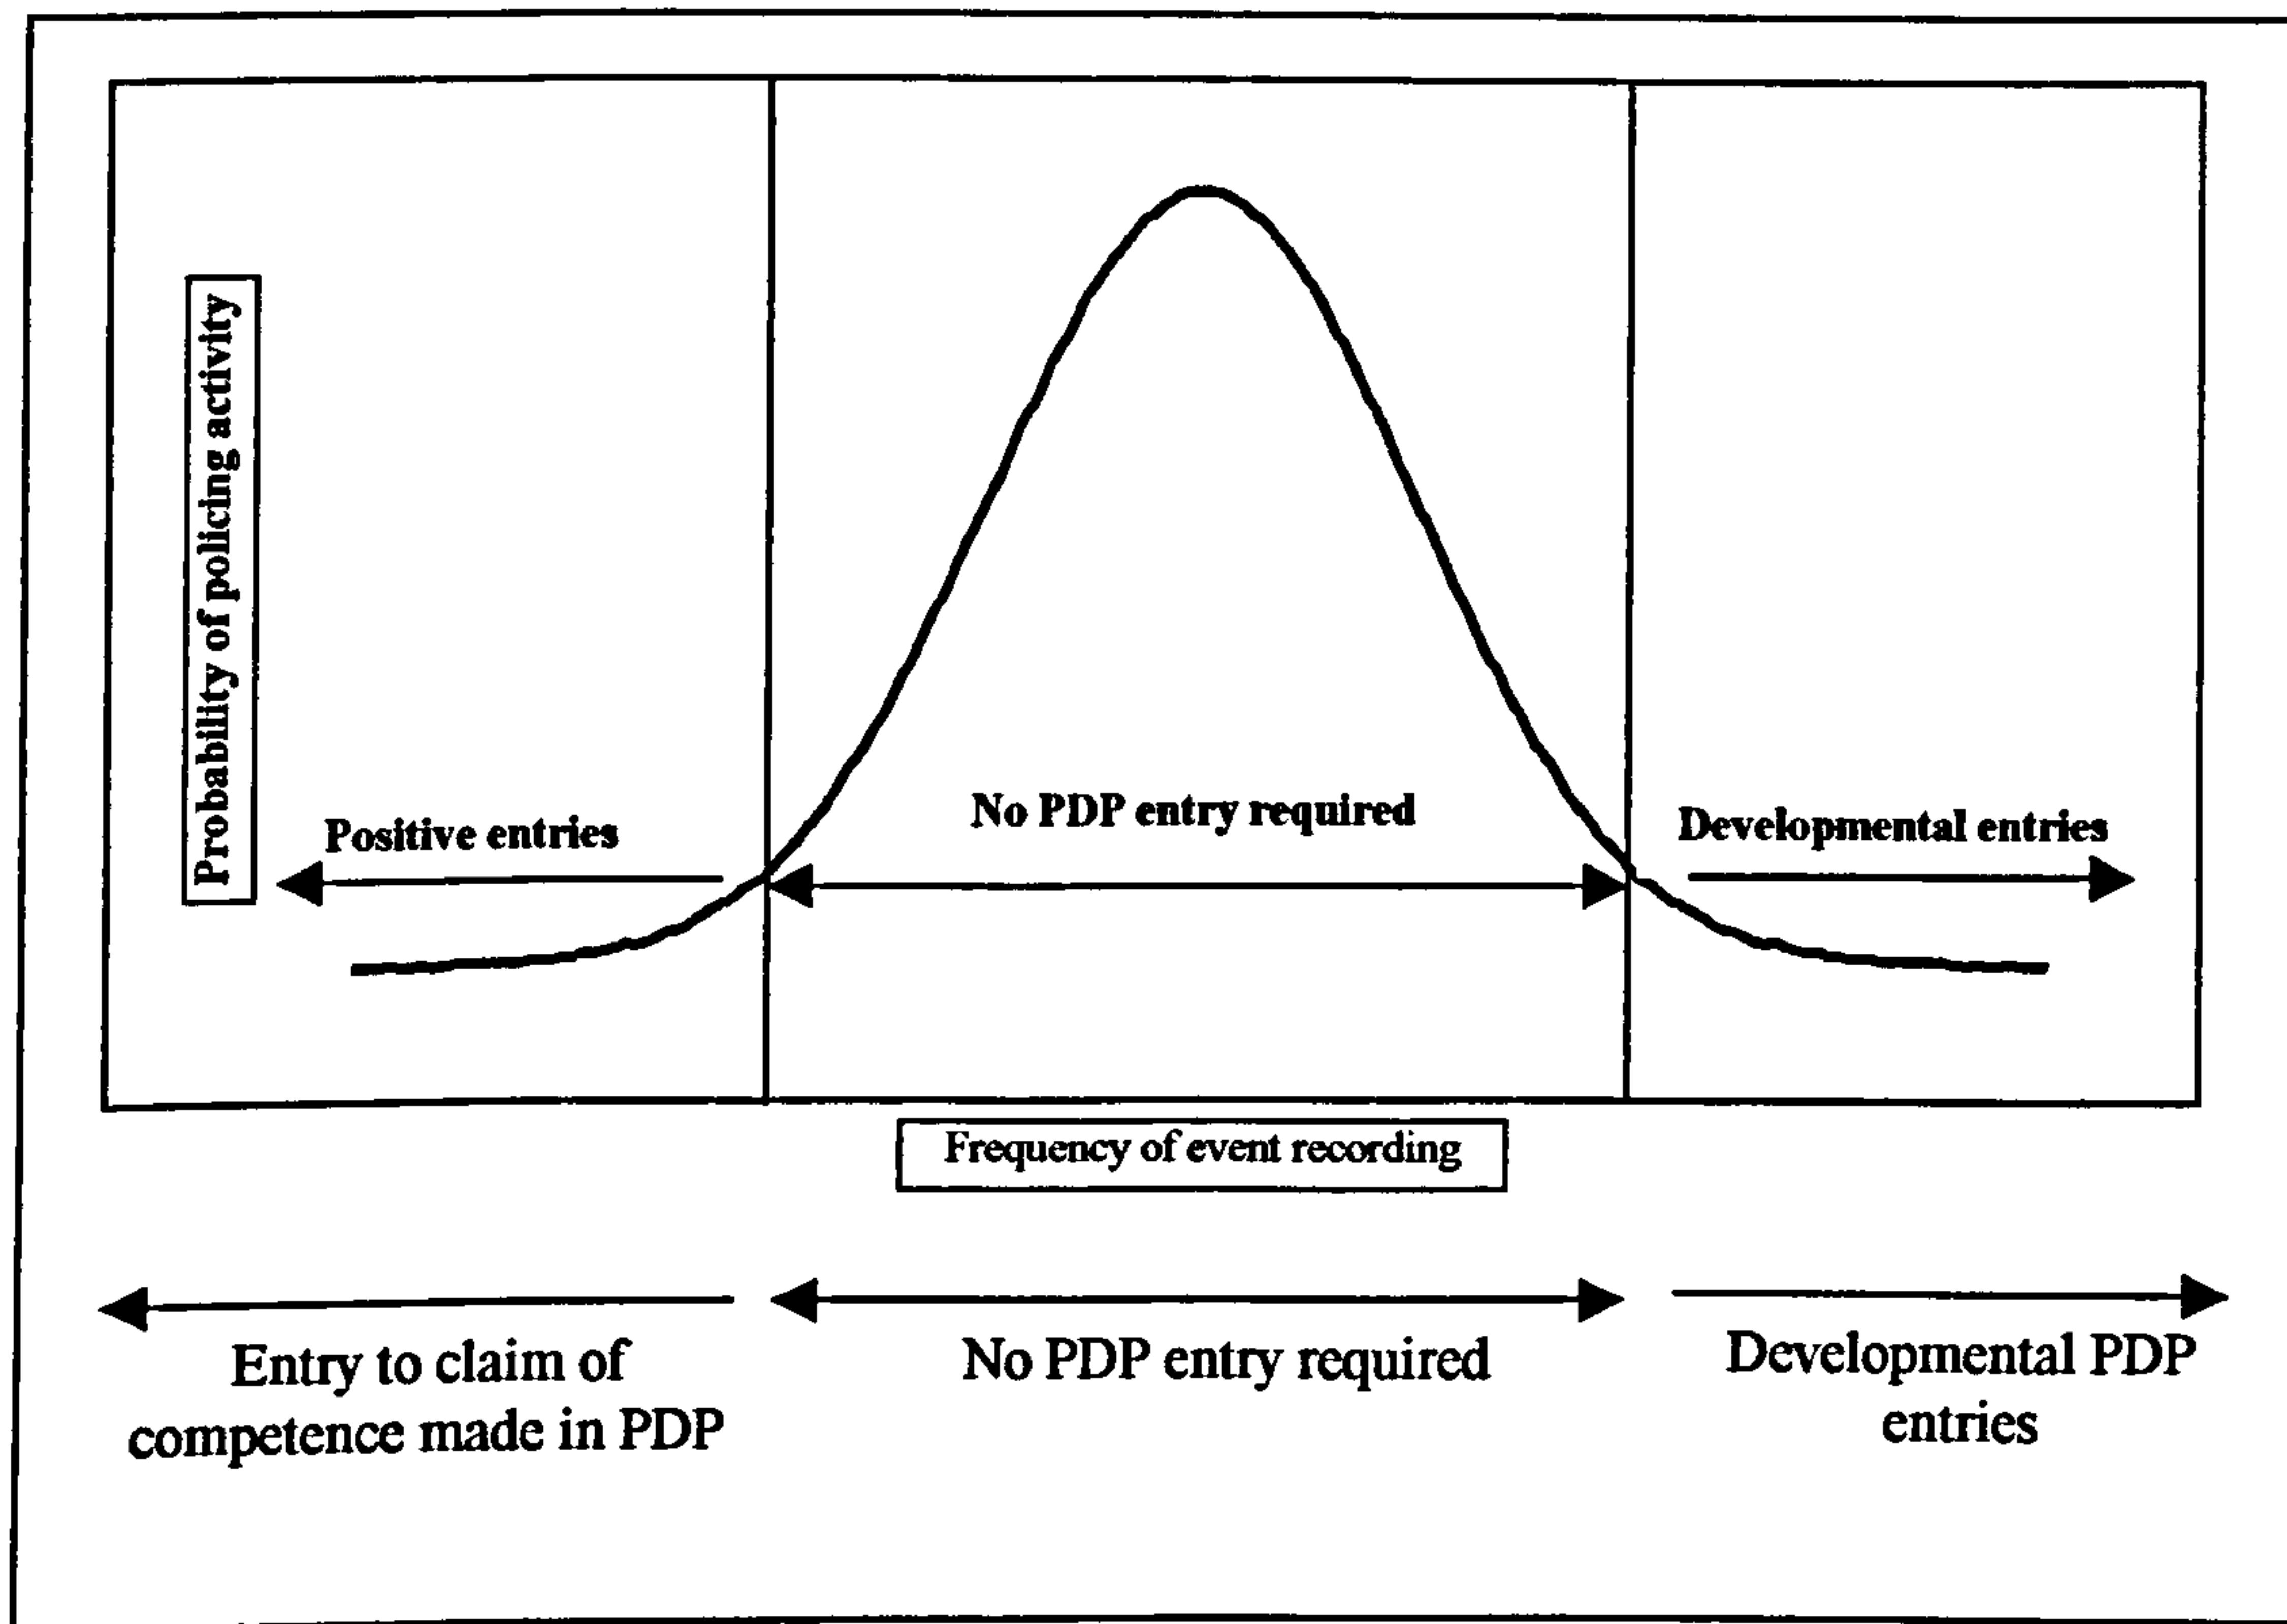 Probability of policing activity
Positive entries
No PDP entry required
Developmental entries
Frequency of event recording
Entry to claim of
competence made in PDP
No PDP entry required
Developmental PDP
entries